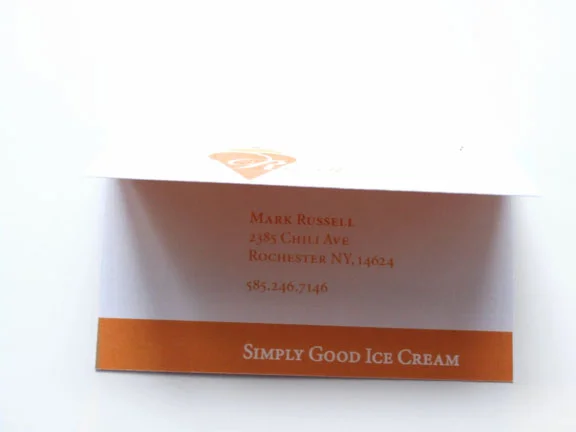 Mark Russell
2385 Chili Ave
Rochester NY, 14624
585.246.7146
Simply Good Ice Cream